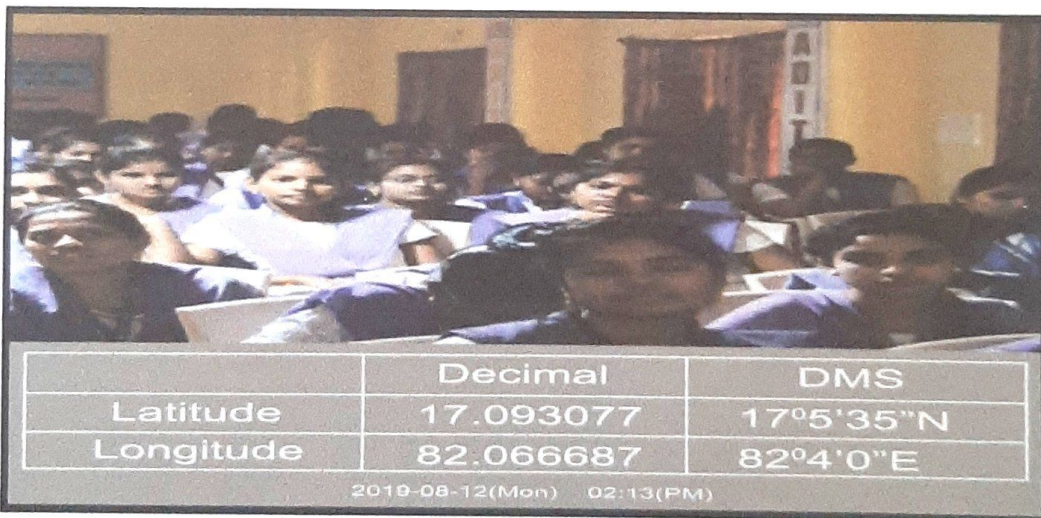 AUIT
Decimal DMS
Latitude 17.093077 17º5'35"N
Longitude 82.066687 82º4'0"E
2019-08-12(Mon) 02:13(PM)